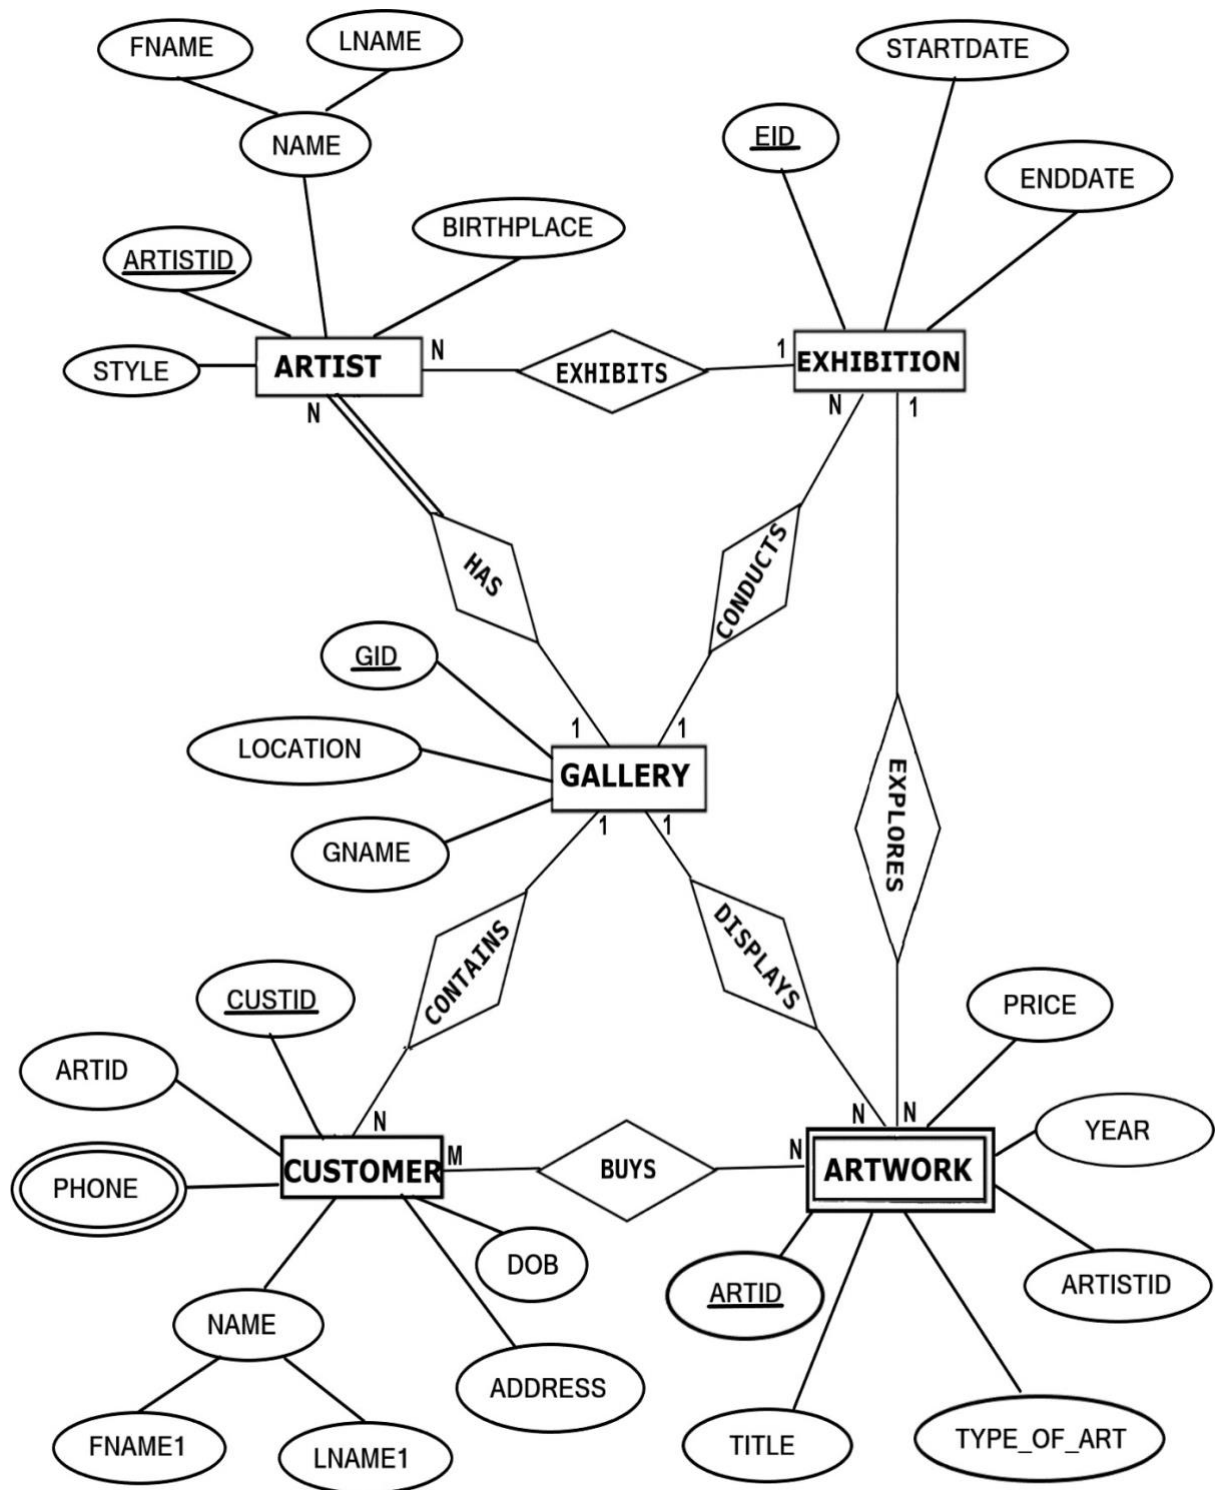 FNAME
LNAME
STARTDATE
NAME
EID
ENDDATE
ARTISTID
BIRTHPLACE
STYLE
ARTIST
N
EXHIBITS
1
EXHIBITION
N
N
1
HAS
CONDUCTS
GID
LOCATION
1
1
GALLERY
EXPLORES
GNAME
1
1
CONTAINS
DISPLAYS
CUSTID
PRICE
ARTID
N
N
N
YEAR
PHONE
CUSTOMER
M
BUYS
N
ARTWORK
DOB
ARTID
ARTISTID
NAME
ADDRESS
FNAME1
LNAME1
TITLE
TYPE_OF_ART